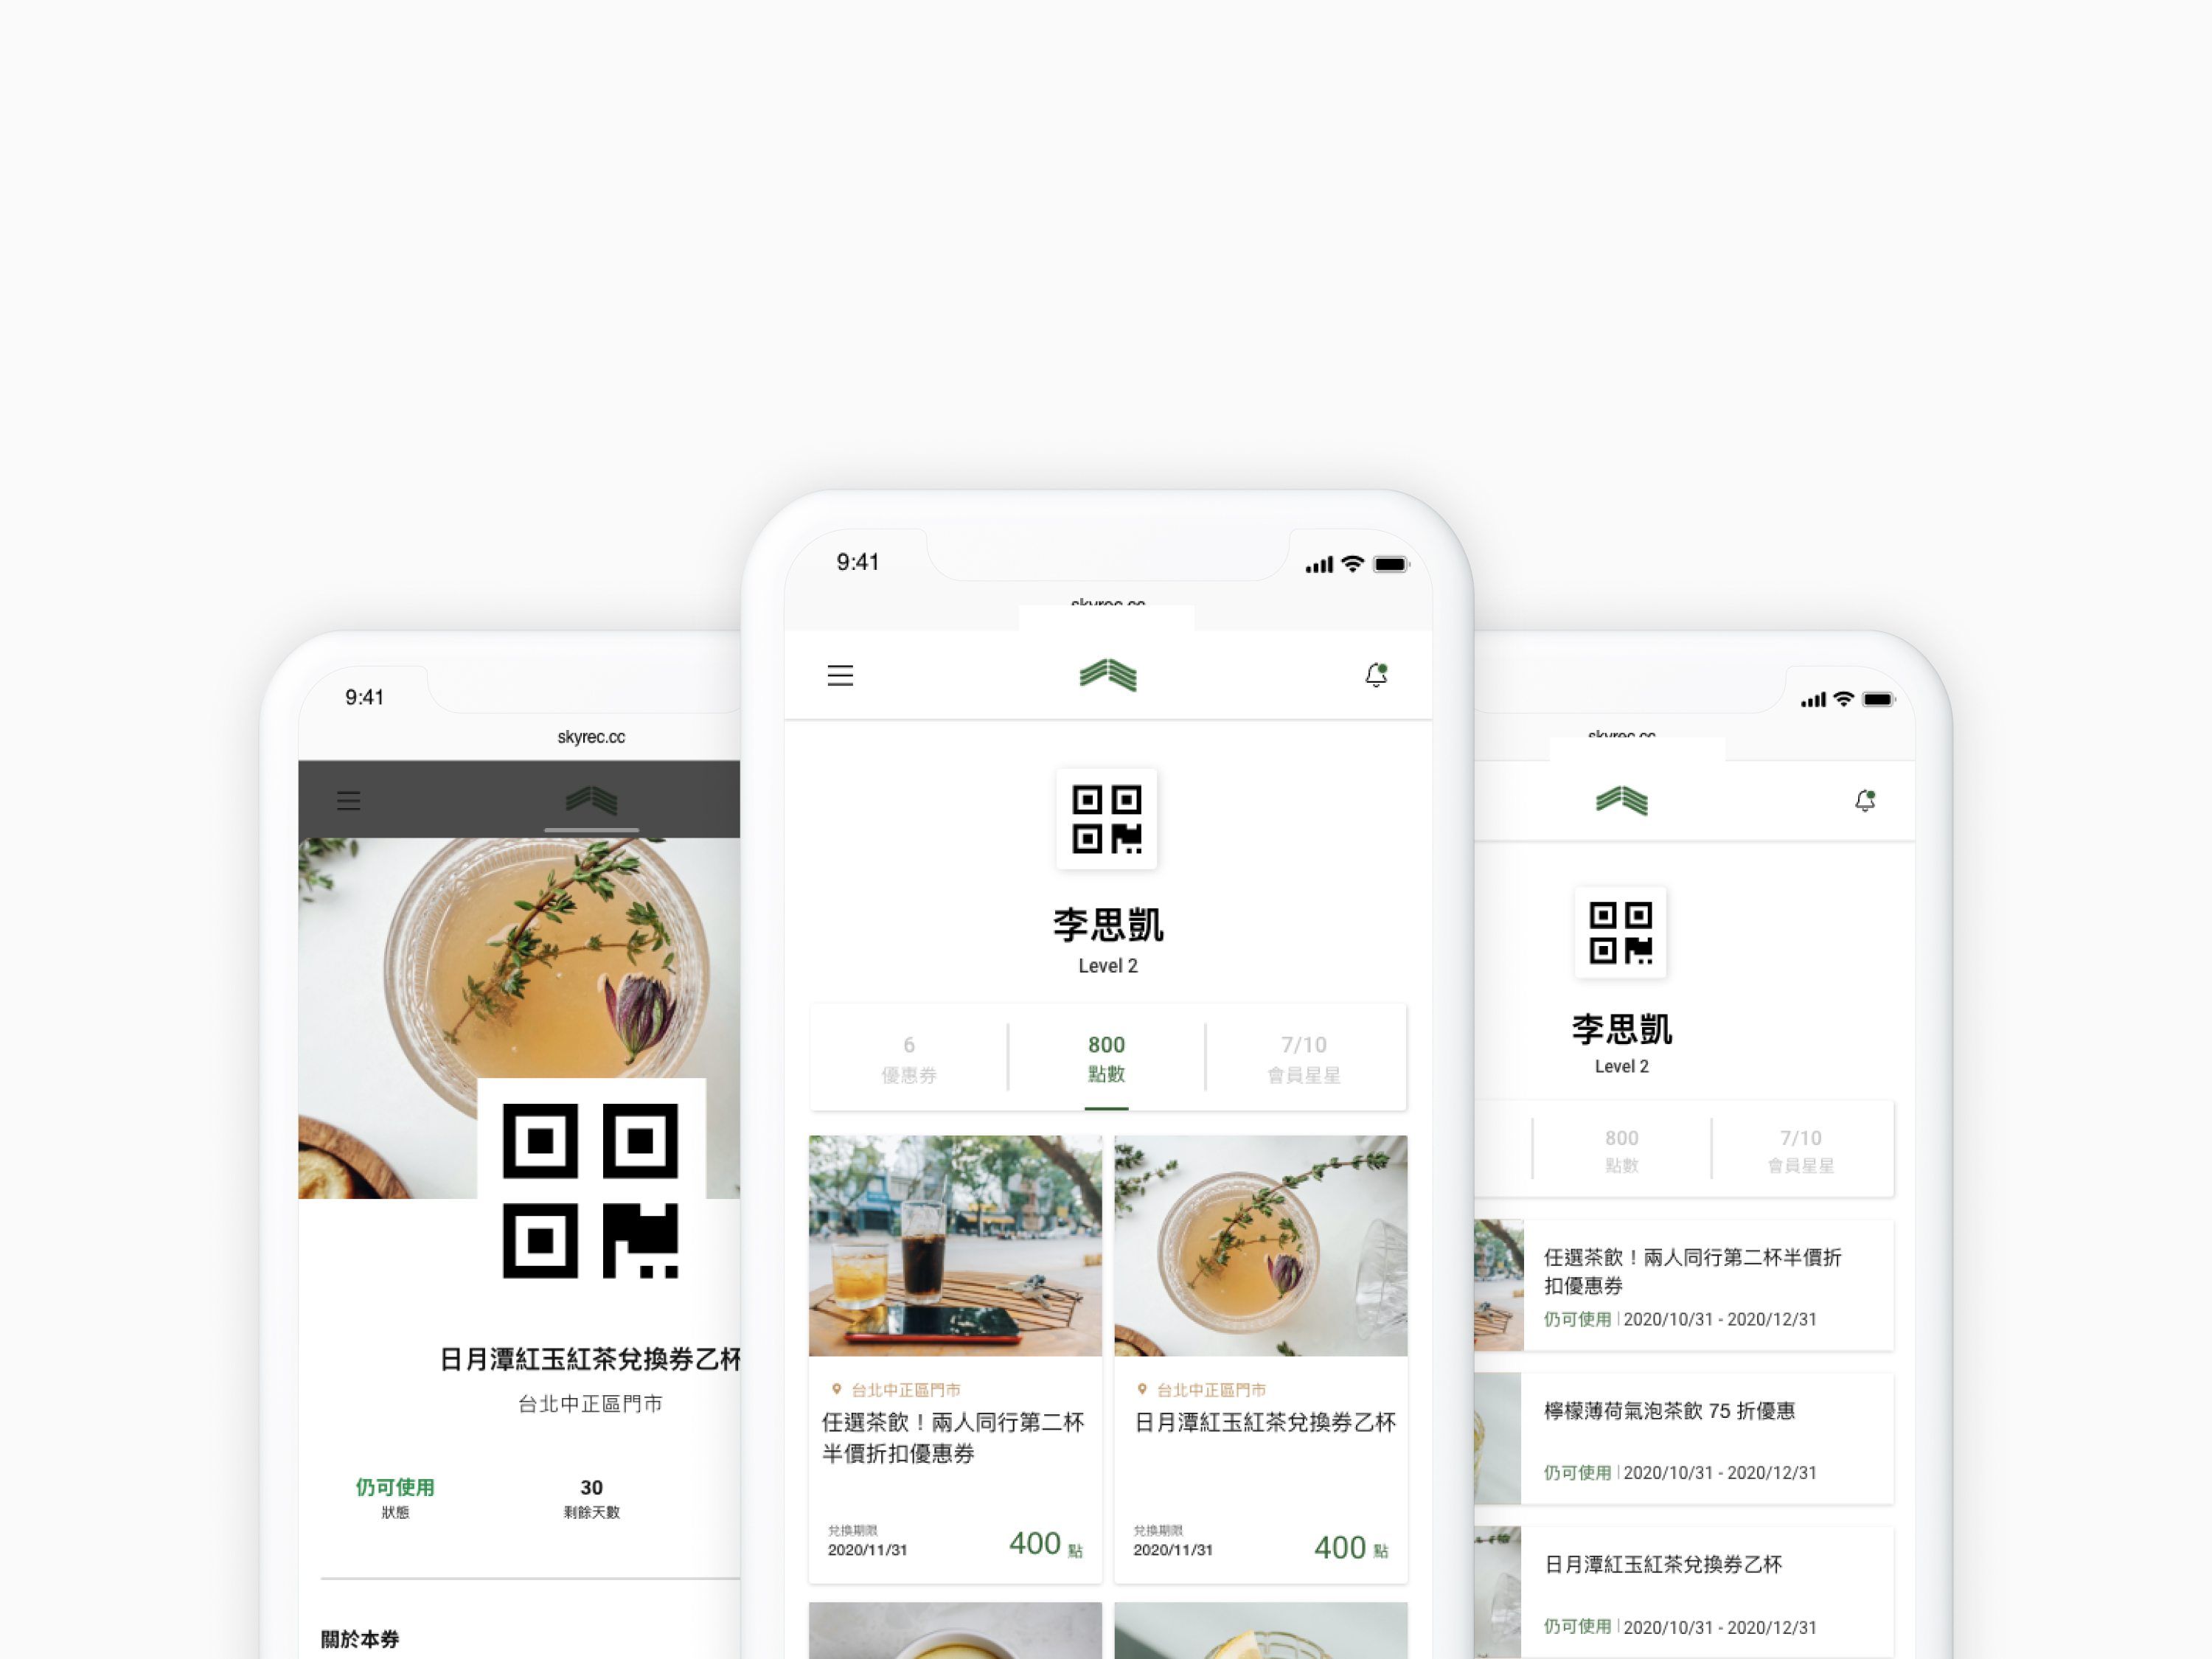 9:41
skyrec.cc
日月潭紅玉紅茶兌換券乙杯
台北中正區門市
仍可使用
狀態
30
剩餘天數
關於本券
9:41
skyrec.cc
李思凱
Level 2
6
優惠券
800
點數
7/10
會員星星
台北中正區門市
任選茶飲！兩人同行第二杯
半價折扣優惠券
兌換期限
2020/11/31
400 點
台北中正區門市
日月潭紅玉紅茶兌換券乙杯
兌換期限
2020/11/31
400 點
skyrec.cc
李思凱
Level 2
800
點數
7/10
會員星星
任選茶飲！兩人同行第二杯半價折
扣優惠券
仍可使用 | 2020/10/31 - 2020/12/31
檸檬薄荷氣泡茶飲 75 折優惠
仍可使用 | 2020/10/31 - 2020/12/31
日月潭紅玉紅茶兌換券乙杯
仍可使用 | 2020/10/31 - 2020/12/31